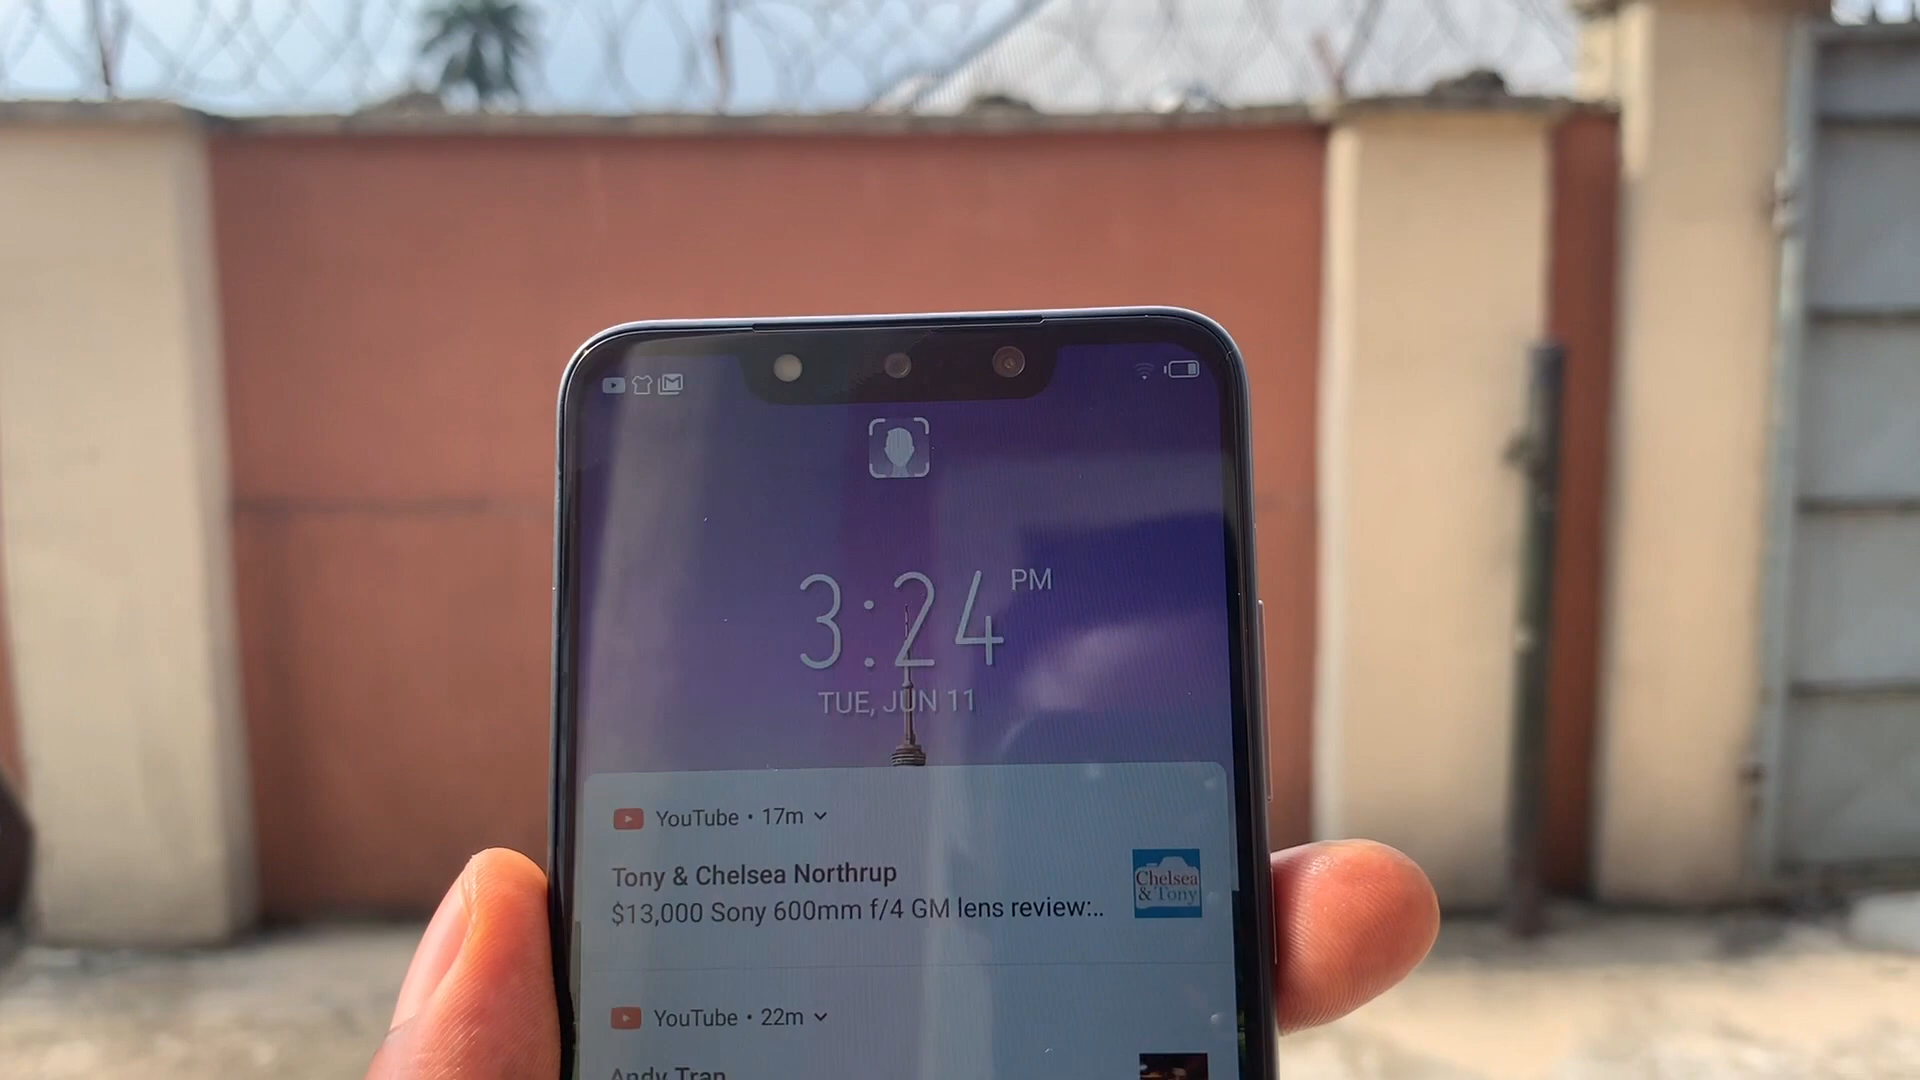 3:24 PM
TUE, JUN 11
YouTube • 17m
Tony & Chelsea Northrup
$13,000 Sony 600mm f/4 GM lens review:..
Chelsea
& Tony
YouTube • 22m
Andy Tran